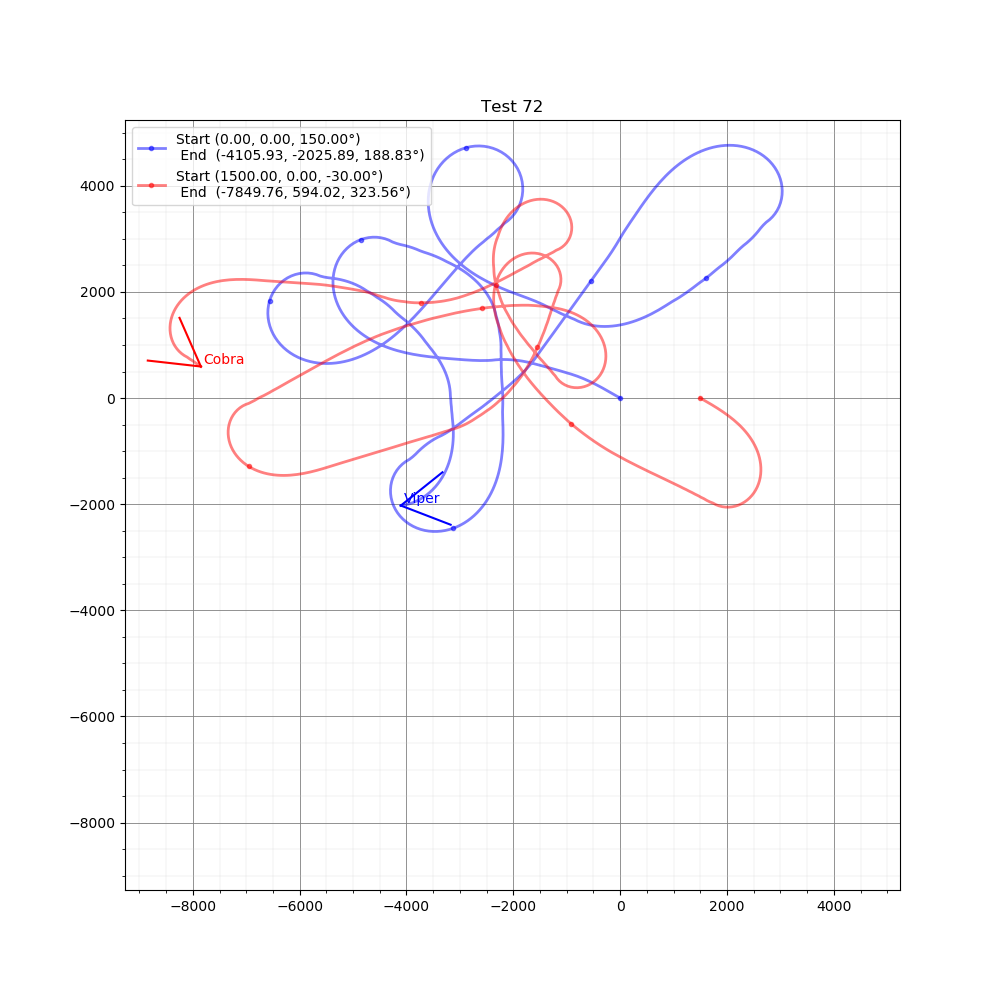 Test 72
Start (0.00, 0.00, 150.00°)
End (-4105.93, -2025.89, 188.83°)
Start (1500.00, 0.00, -30.00°)
End (-7849.76, 594.02, 323.56°)
4000
2000
0
−2000
−4000
−6000
−8000
Cobra
Viper
−8000 −6000 −4000 −2000 0 2000 4000